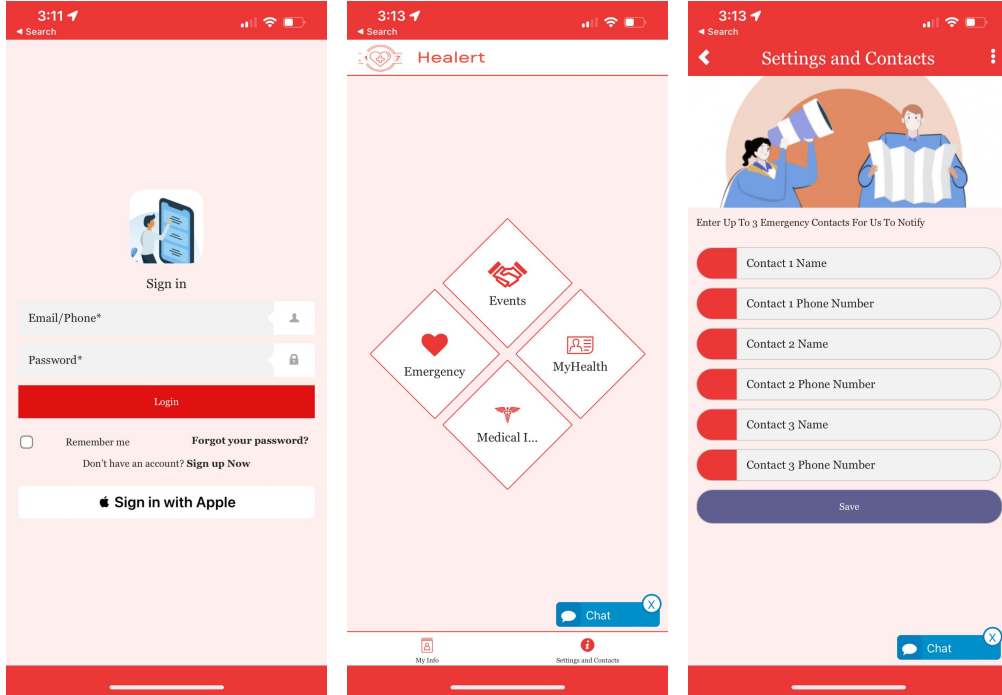 3:11
◄ Search
Sign in
Email/Phone*
Password*
Login
Remember me
Forgot your password?
Don't have an account? Sign up Now
Sign in with Apple
3:13
◄ Search
1 7
Healert
Events
Emergency
MyHealth
Medical I...
Chat
X
My Info
Settings and Contacts
3:13
◄ Search
Settings and Contacts
Enter Up To 3 Emergency Contacts For Us To Notify
Contact 1 Name
Contact 1 Phone Number
Contact 2 Name
Contact 2 Phone Number
Contact 3 Name
Contact 3 Phone Number
Save
Chat
X